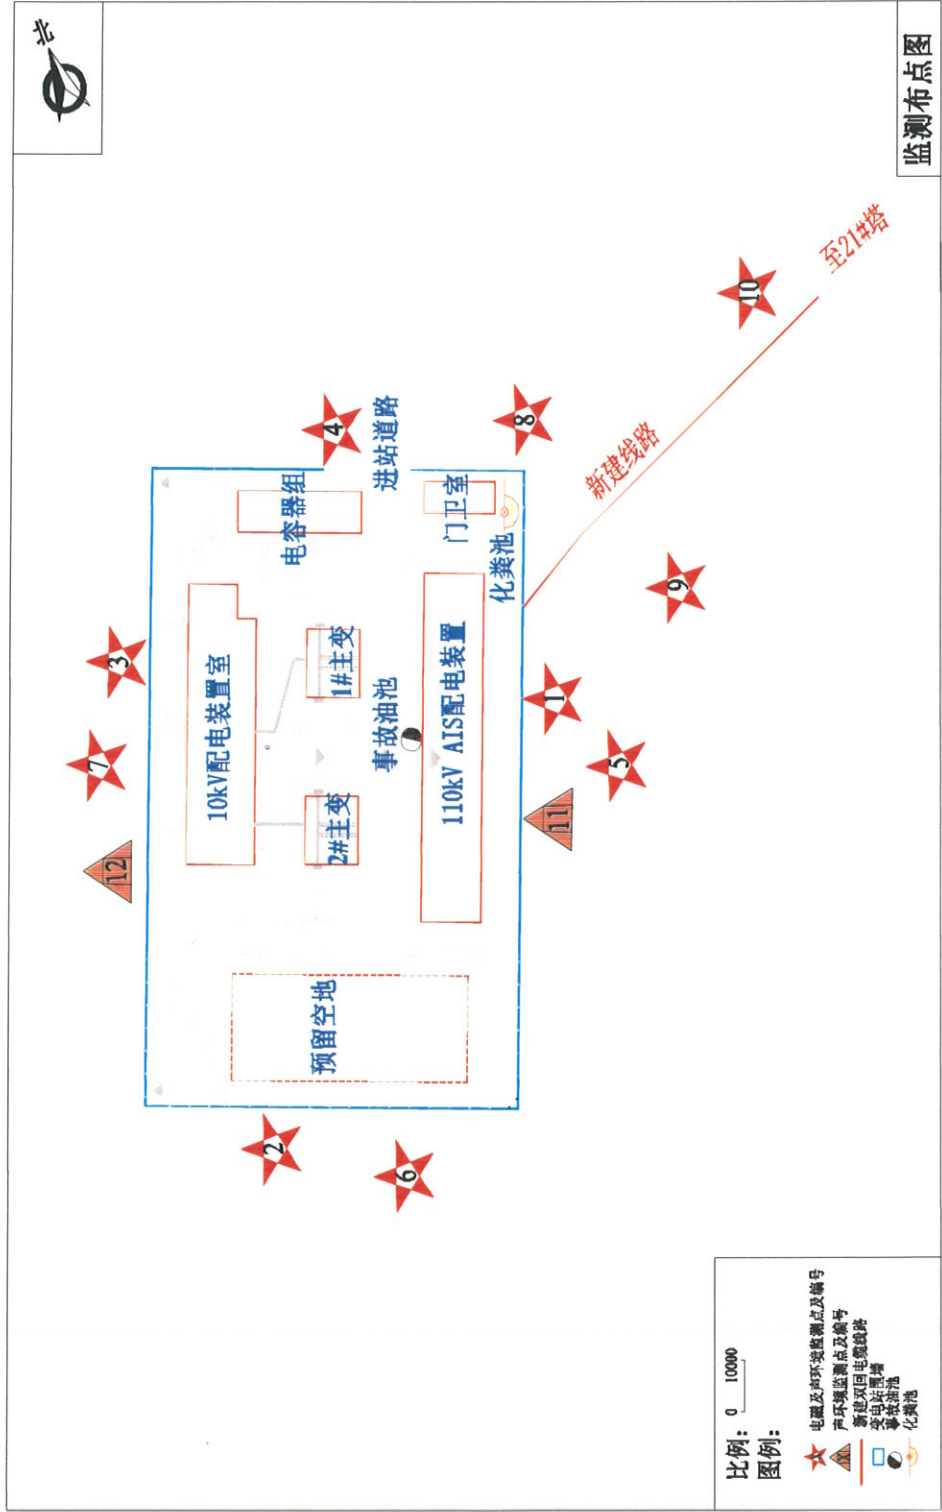 北
3
7
12
10kV配电装置室
电容器组
4
进站道路
1#主变
2#主变
事故油池
110kV AIS配电装置
门卫室
化粪池
8
预留空地
2
6
1
5
11
9
新建线路
10
至21#塔
比例：
0
10000
图例：
电磁及声环境监测点及编号
声环境监测点及编号
新建双回电缆线路
变电站围墙
事故油池
化粪池
监测布点图